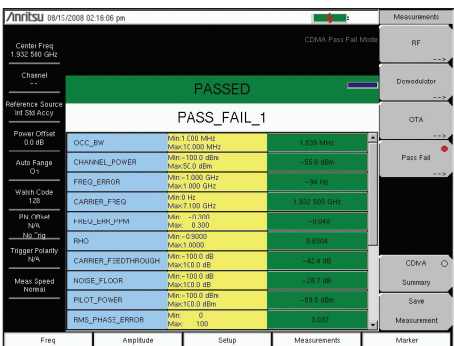 Anritsu 08/15/2008 02:16:06 pm
Measurements
CDMA Pass Fail Mode
Center Freq
1.932 500 GHz
Channel
--
Reference Source
Int Std Accy
Power Offset
0.0 dB
Auto Range
On
Walsh Code
128
PN Offset
N/A
No Trig
Trigger Polarity
N/A
Meas Speed
Normal
PASSED
PASS_FAIL_1
OCC_BW Min:1.000 MHz Max:10.000 MHz 1.839 MHz
CHANNEL_POWER Min:-100.0 dBm Max:50.0 dBm -55.6 dBm
FREQ_ERROR Min:-1.000 GHz Max:1.000 GHz -94 Hz
CARRIER_FREQ Min:0 Hz Max:7.100 GHz 1.932 500 GHz
FREQ_ERR_PPM Min: -0.300 Max: 0.300 -0.048
RHO Min:-0.9000 Max:1.0000 0.8304
CARRIER_FEEDTHROUGH Min:-100.0 dB Max:100.0 dB -42.4 dB
NOISE_FLOOR Min:-100.0 dB Max:100.0 dB -28.7 dB
PILOT_POWER Min:-100.0 dBm Max:100.0 dBm -59.5 dBm
RMS_PHASE_ERROR Min: 0 Max: 100 0.037
RF
-->
Demodulator
-->
OTA
-->
Pass Fail
-->
CDMA
Summary
Save
Measurement
Freq
Amplitude
Setup
Measurements
Marker